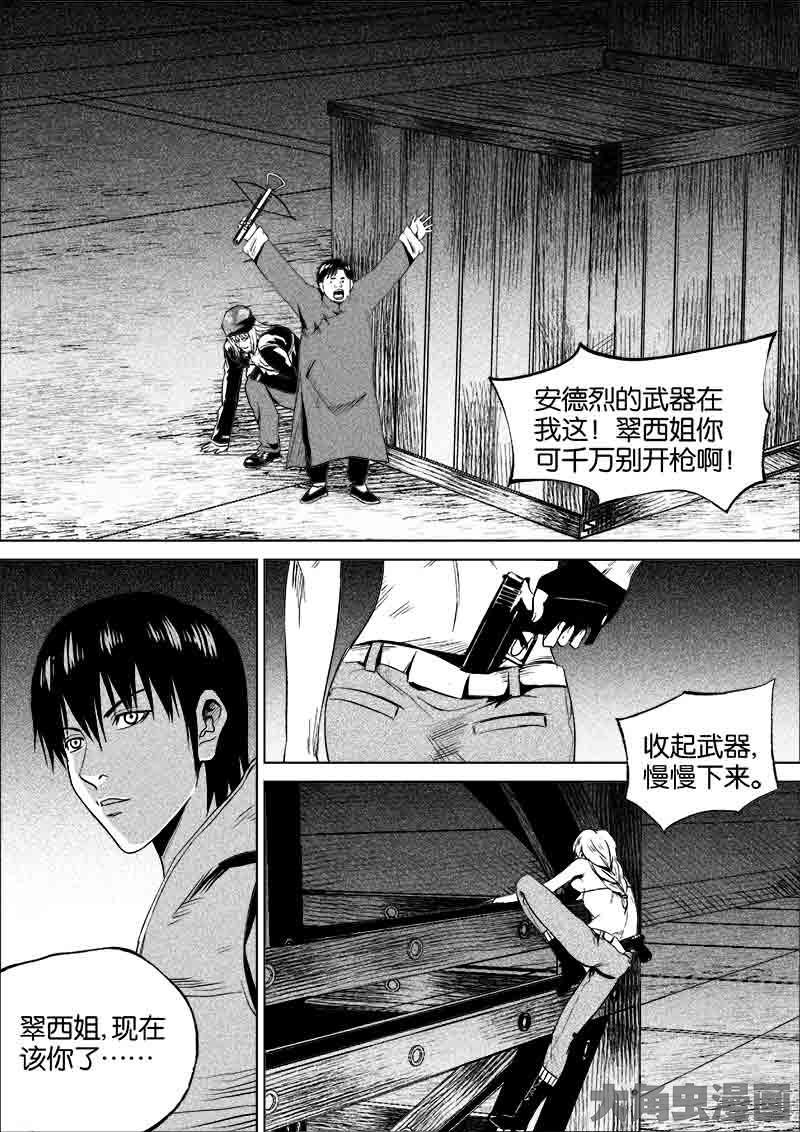 安德烈的武器在
我这！翠西姐你
可千万别开枪啊！
翠西姐,现在
该你了……
收起武器,
慢慢下来。
大角虫漫画